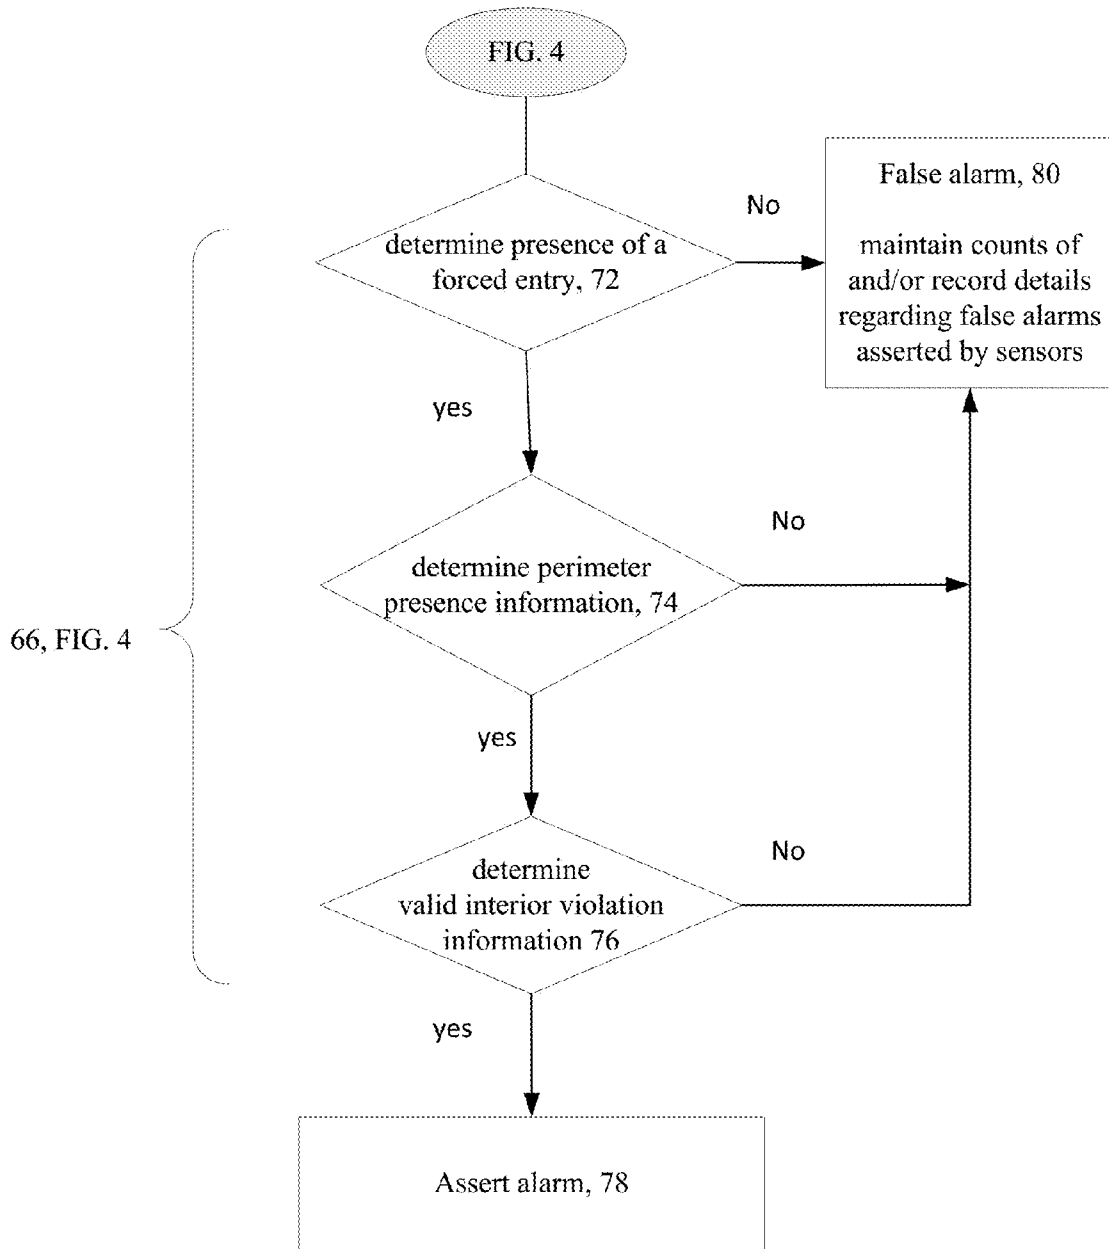 FIG. 4
False alarm, 80
No
maintain counts of
and/or record details
regarding false alarms
asserted by sensors
determine presence of a
forced entry, 72
yes
No
determine perimeter
presence information, 74
66, FIG. 4
yes
No
determine
valid interior violation
information 76
yes
Assert alarm, 78